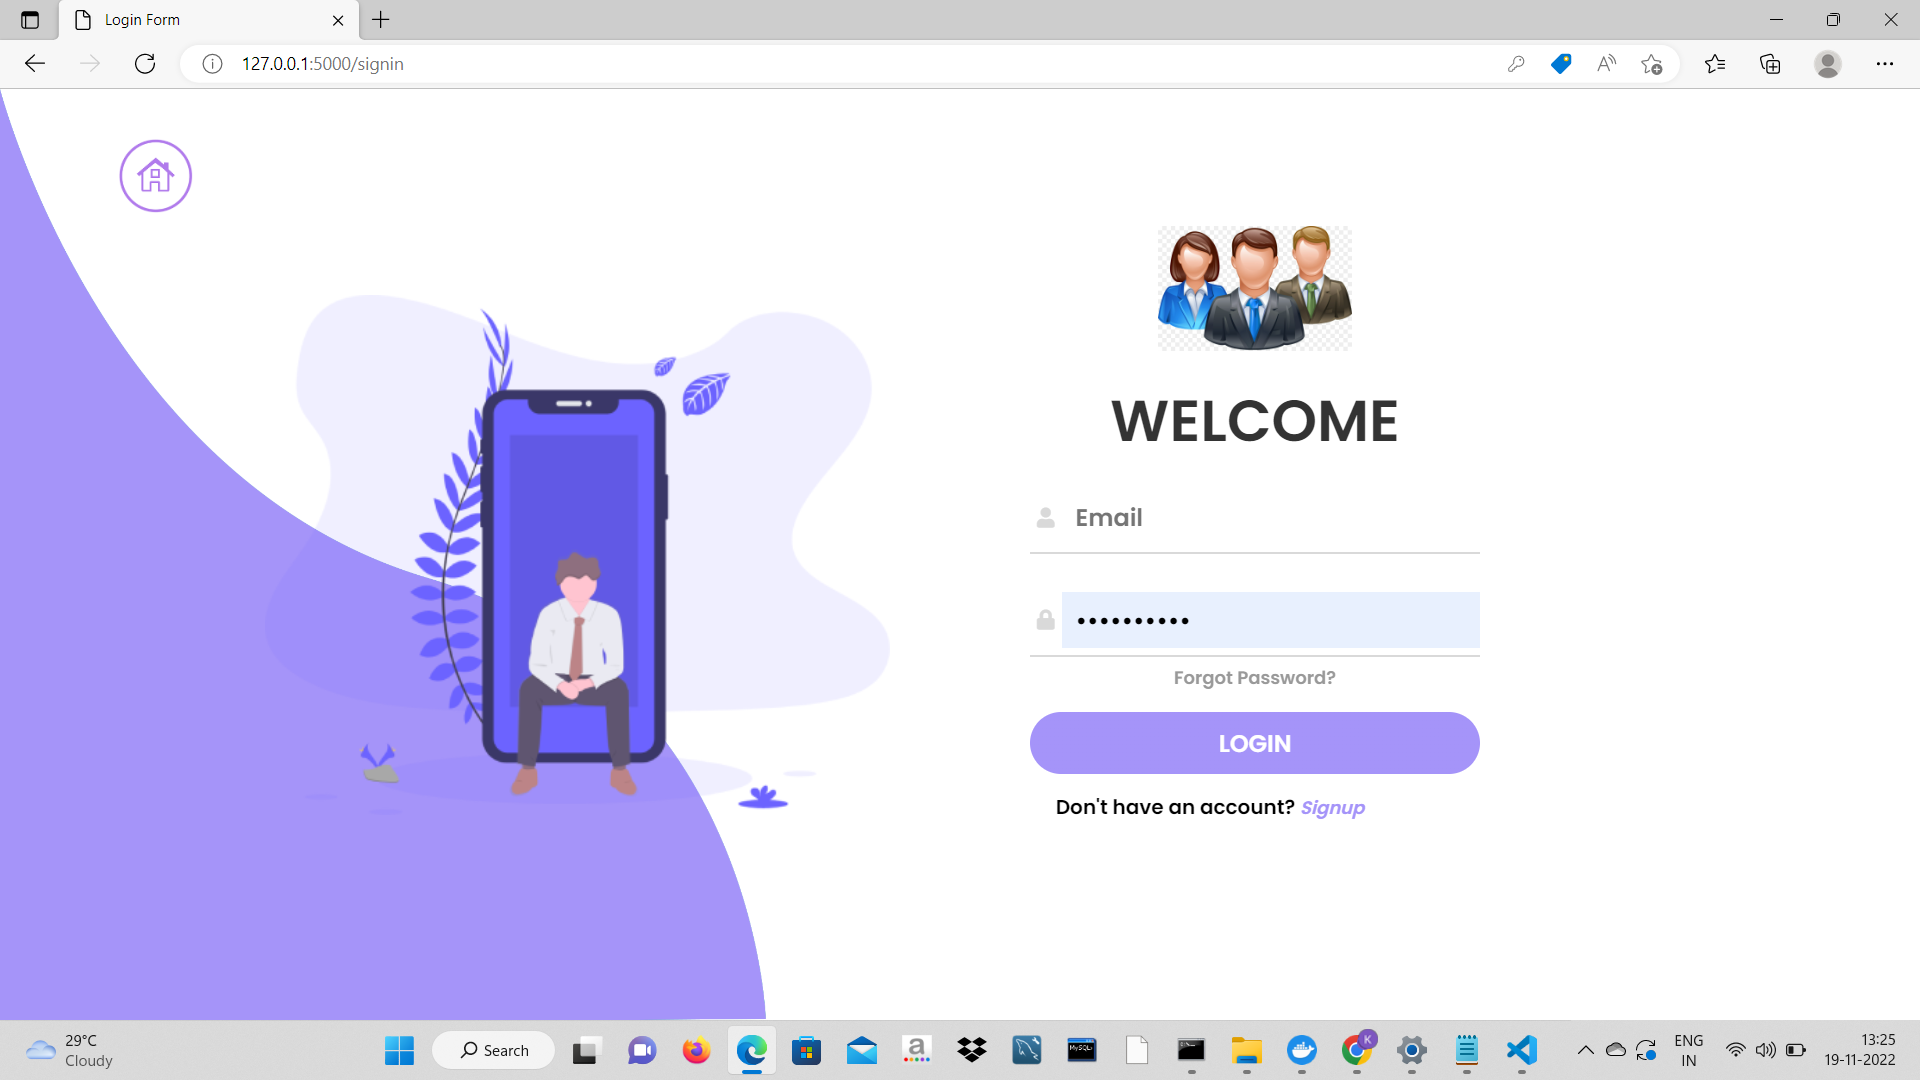 Login Form
127.0.0.1:5000/signin
WELCOME
Email
••••••••••
Forgot Password?
LOGIN
Don't have an account? Signup
29°C
Cloudy
Search
a
MySQL
K
ENG
IN
13:25
19-11-2022